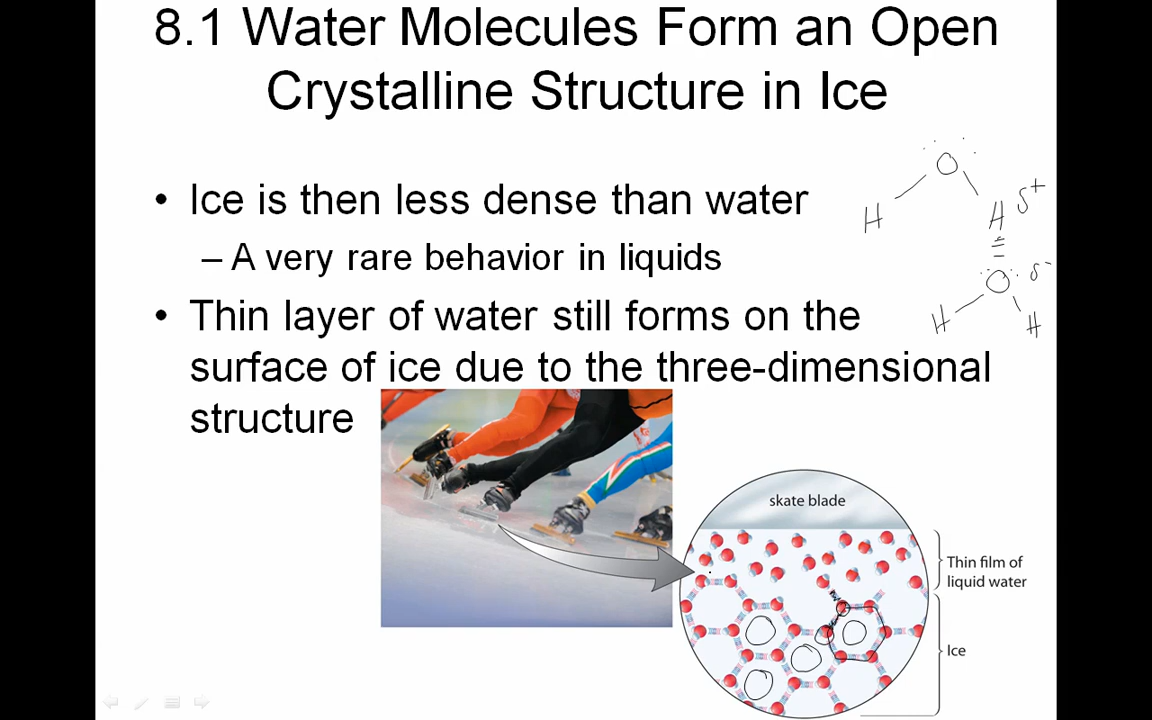 8.1 Water Molecules Form an Open
Crystalline Structure in Ice
• Ice is then less dense than water
– A very rare behavior in liquids
• Thin layer of water still forms on the
surface of ice due to the three-dimensional
structure
O
H H δ+
O δ-
H H
skate blade
Thin film of
liquid water
Ice